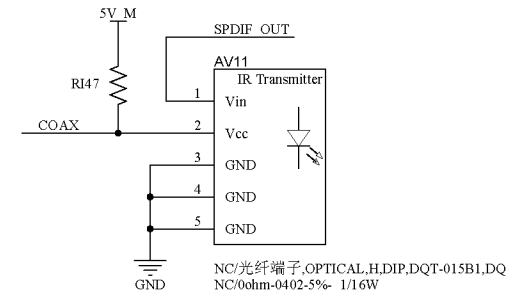 5V_M
SPDIF_OUT
AV11
IR Transmitter
RI47
1
Vin
COAX
2
Vcc
3
GND
4
GND
5
GND
GND
NC/光纤端子,OPTICAL,H,DIP,DQT-015B1,DQ
NC/0ohm-0402-5%- 1/16W